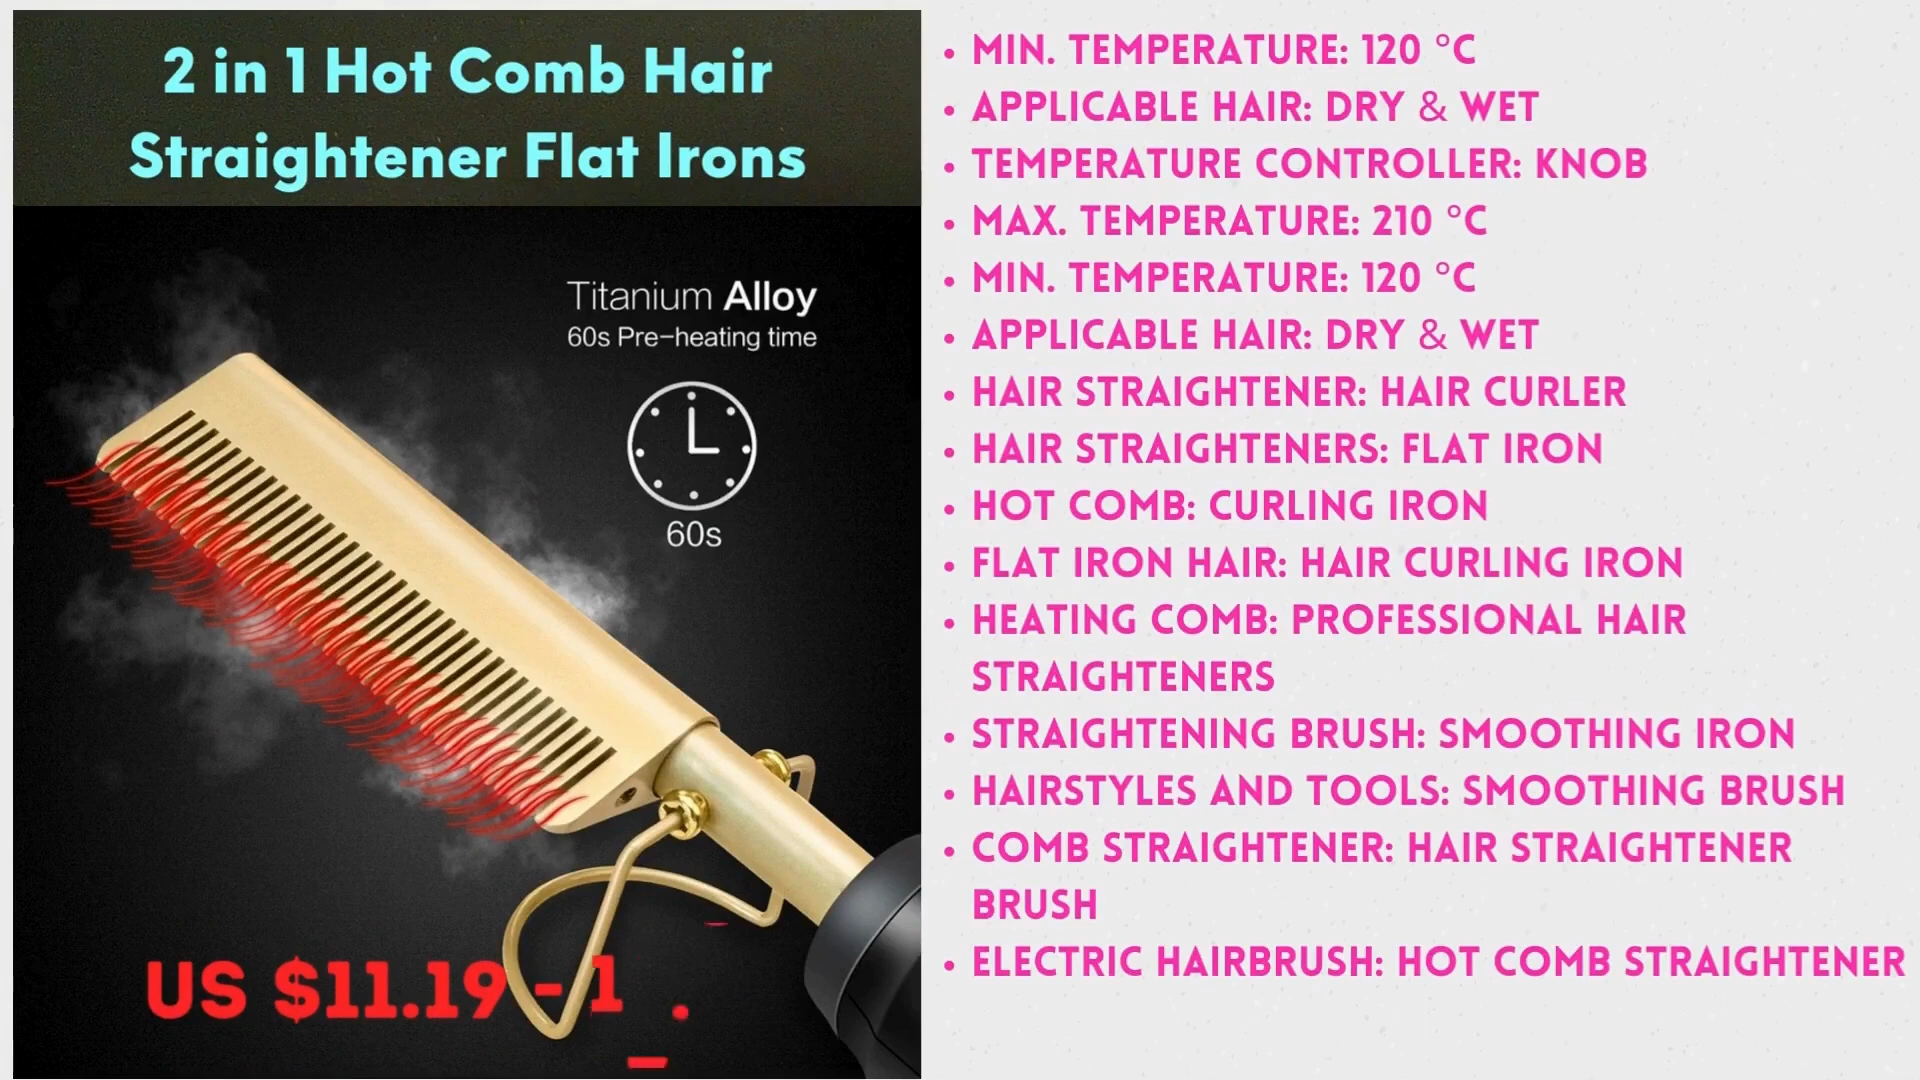 2 in 1 Hot Comb Hair
Straightener Flat Irons
Titanium Alloy
60s Pre-heating time
60s
US $11.19 - 1
• MIN. TEMPERATURE: 120 °C
• APPLICABLE HAIR: DRY & WET
• TEMPERATURE CONTROLLER: KNOB
• MAX. TEMPERATURE: 210 °C
• MIN. TEMPERATURE: 120 °C
• APPLICABLE HAIR: DRY & WET
• HAIR STRAIGHTENER: HAIR CURLER
• HAIR STRAIGHTENERS: FLAT IRON
• HOT COMB: CURLING IRON
• FLAT IRON HAIR: HAIR CURLING IRON
• HEATING COMB: PROFESSIONAL HAIR
STRAIGHTENERS
• STRAIGHTENING BRUSH: SMOOTHING IRON
• HAIRSTYLES AND TOOLS: SMOOTHING BRUSH
• COMB STRAIGHTENER: HAIR STRAIGHTENER
BRUSH
• ELECTRIC HAIRBRUSH: HOT COMB STRAIGHTENER